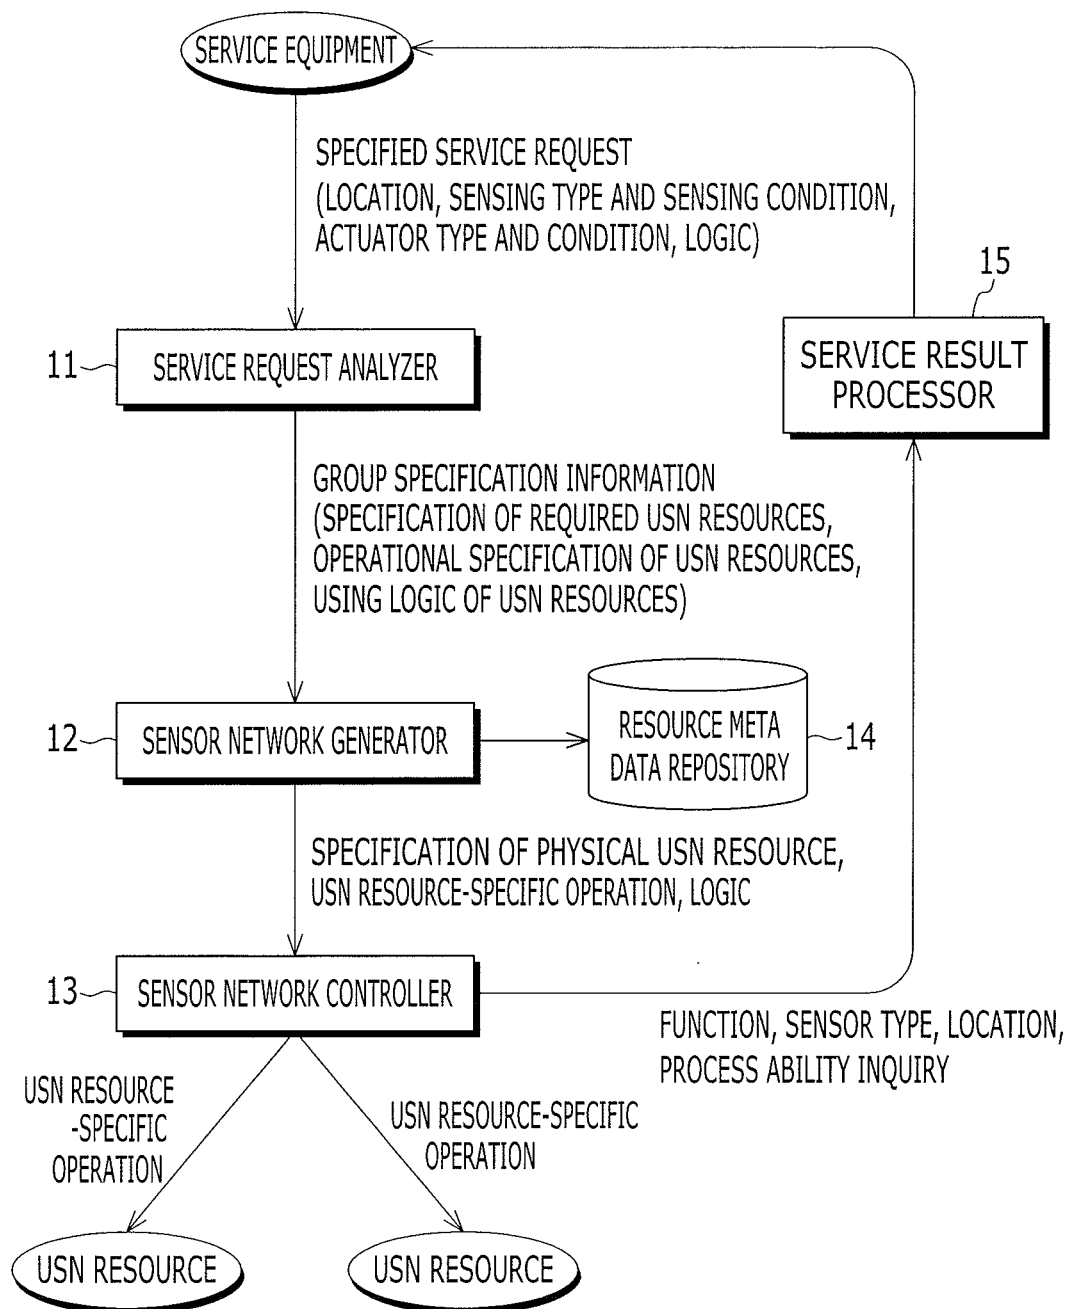 SERVICE EQUIPMENT
SPECIFIED SERVICE REQUEST
(LOCATION, SENSING TYPE AND SENSING CONDITION,
ACTUATOR TYPE AND CONDITION, LOGIC)
15
11
SERVICE REQUEST ANALYZER
SERVICE RESULT
PROCESSOR
GROUP SPECIFICATION INFORMATION
(SPECIFICATION OF REQUIRED USN RESOURCES,
OPERATIONAL SPECIFICATION OF USN RESOURCES,
USING LOGIC OF USN RESOURCES)
12
SENSOR NETWORK GENERATOR
RESOURCE META
DATA REPOSITORY
14
SPECIFICATION OF PHYSICAL USN RESOURCE,
USN RESOURCE-SPECIFIC OPERATION, LOGIC
13
SENSOR NETWORK CONTROLLER
FUNCTION, SENSOR TYPE, LOCATION,
PROCESS ABILITY INQUIRY
USN RESOURCE
-SPECIFIC
OPERATION
USN RESOURCE-SPECIFIC
OPERATION
USN RESOURCE
USN RESOURCE